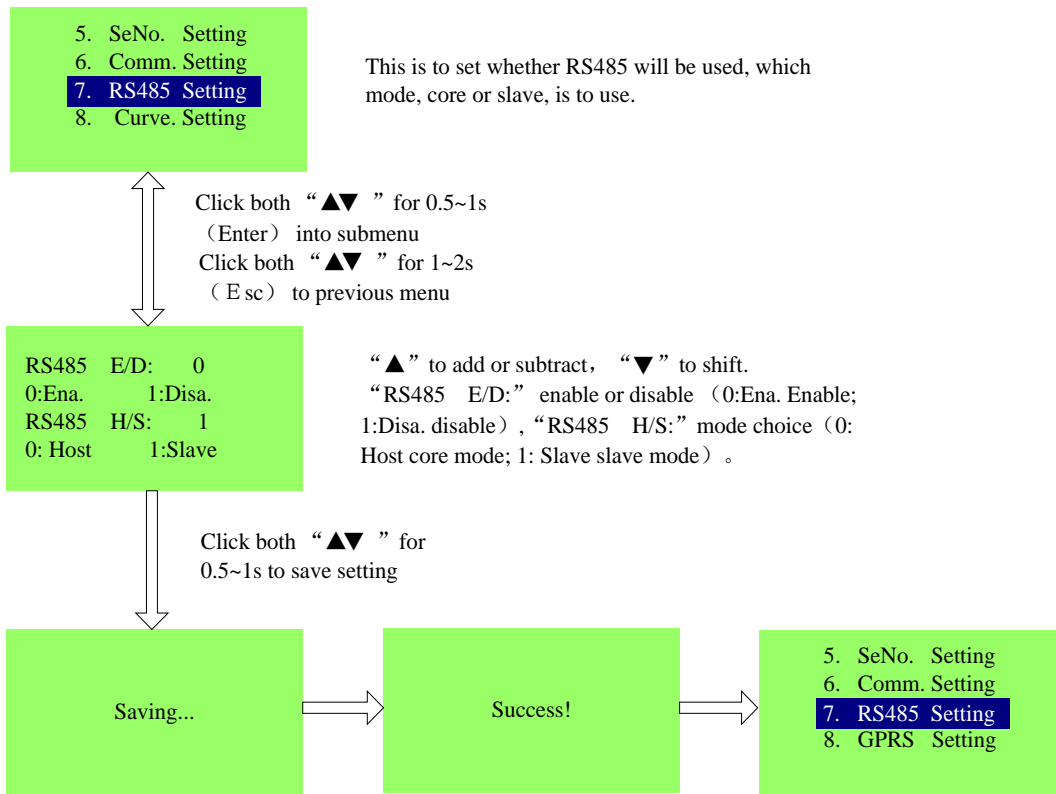 5. SeNo. Setting
6. Comm. Setting
7. RS485 Setting
8. Curve. Setting
This is to set whether RS485 will be used, which
mode, core or slave, is to use.
Click both “▲▼ ” for 0.5~1s
（Enter） into submenu
Click both “▲▼ ” for 1~2s
（Ｅsc） to previous menu
RS485 E/D: 0
0:Ena. 1:Disa.
RS485 H/S: 1
0: Host 1:Slave
“▲” to add or subtract， “▼” to shift.
“RS485 E/D:” enable or disable （0:Ena. Enable;
1:Disa. disable）, “RS485 H/S:” mode choice（0:
Host core mode; 1: Slave slave mode）。
Click both “▲▼ ” for
0.5~1s to save setting
Saving...
Success!
5. SeNo. Setting
6. Comm. Setting
7. RS485 Setting
8. GPRS Setting